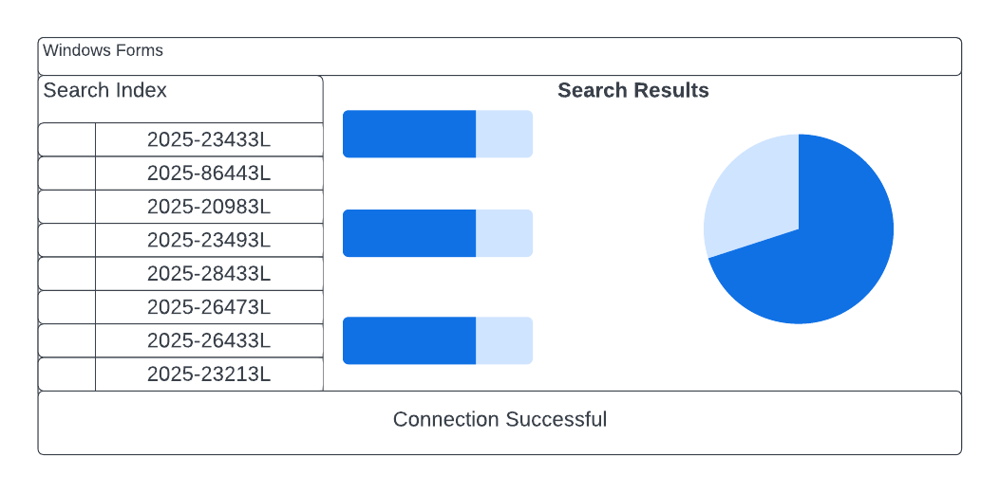 Windows Forms
Search Index
Search Results
2025-23433L
2025-86443L
2025-20983L
2025-23493L
2025-28433L
2025-26473L
2025-26433L
2025-23213L
Connection Successful